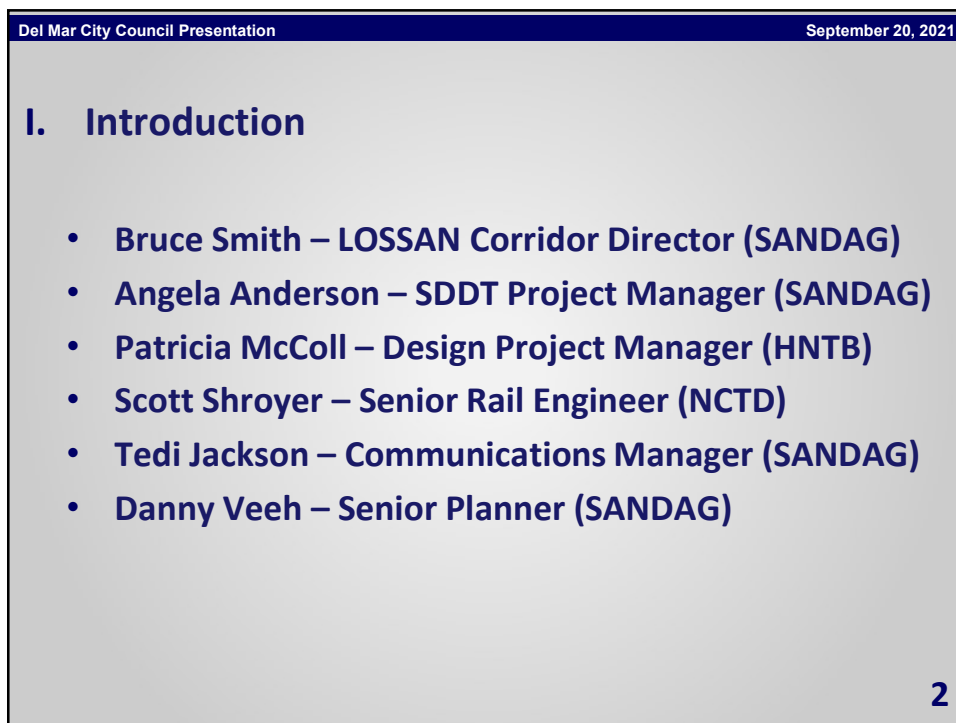 Del Mar City Council Presentation September 20, 2021
I. Introduction
• Bruce Smith – LOSSAN Corridor Director (SANDAG)
• Angela Anderson – SDDT Project Manager (SANDAG)
• Patricia McColl – Design Project Manager (HNTB)
• Scott Shroyer – Senior Rail Engineer (NCTD)
• Tedi Jackson – Communications Manager (SANDAG)
• Danny Veeh – Senior Planner (SANDAG)
2